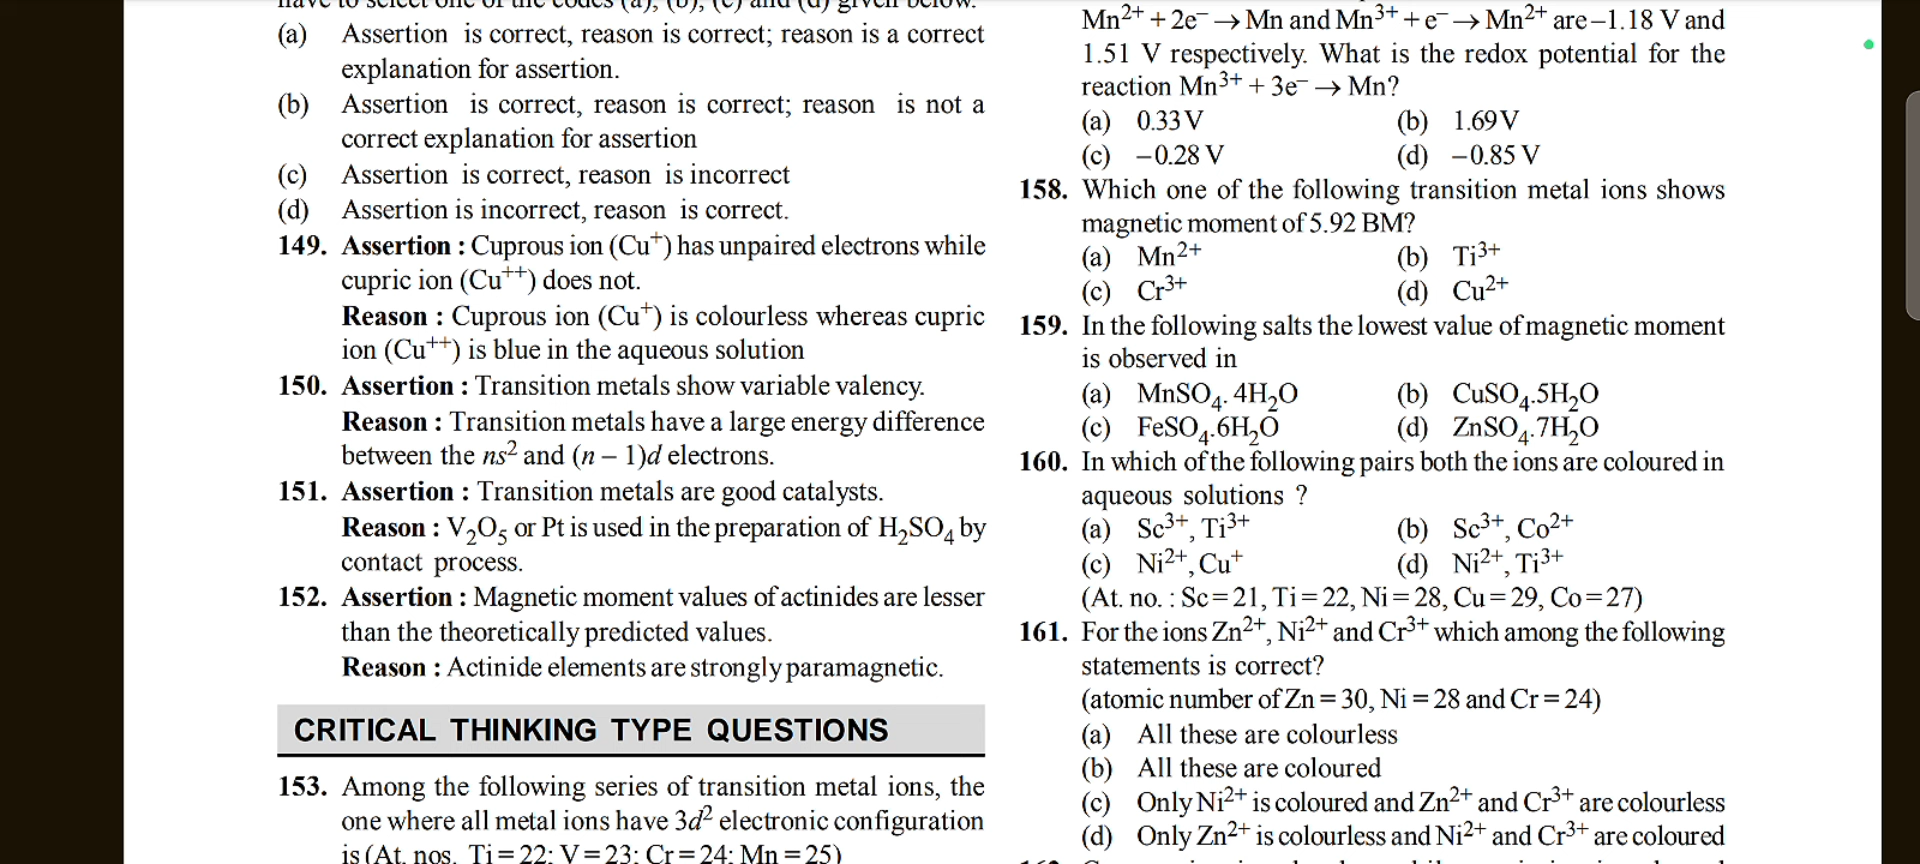 have to select one of the codes (a), (b), (c) and (d) given below.
(a) Assertion is correct, reason is correct; reason is a correct
explanation for assertion.
(b) Assertion is correct, reason is correct; reason is not a
correct explanation for assertion
(c) Assertion is correct, reason is incorrect
(d) Assertion is incorrect, reason is correct.
149. Assertion : Cuprous ion (Cu⁺) has unpaired electrons while
cupric ion (Cu⁺⁺) does not.
Reason : Cuprous ion (Cu⁺) is colourless whereas cupric
ion (Cu⁺⁺) is blue in the aqueous solution
150. Assertion : Transition metals show variable valency.
Reason : Transition metals have a large energy difference
between the ns² and (n – 1)d electrons.
151. Assertion : Transition metals are good catalysts.
Reason : V₂O₅ or Pt is used in the preparation of H₂SO₄ by
contact process.
152. Assertion : Magnetic moment values of actinides are lesser
than the theoretically predicted values.
Reason : Actinide elements are strongly paramagnetic.
CRITICAL THINKING TYPE QUESTIONS
153. Among the following series of transition metal ions, the
one where all metal ions have 3d² electronic configuration
is (At. nos. Ti = 22; V = 23; Cr = 24; Mn = 25)
Mn²⁺ + 2e⁻ → Mn and Mn³⁺ + e⁻ → Mn²⁺ are –1.18 V and
1.51 V respectively. What is the redox potential for the
reaction Mn³⁺ + 3e⁻ → Mn?
(a) 0.33 V (b) 1.69 V
(c) –0.28 V (d) –0.85 V
158. Which one of the following transition metal ions shows
magnetic moment of 5.92 BM?
(a) Mn²⁺ (b) Ti³⁺
(c) Cr³⁺ (d) Cu²⁺
159. In the following salts the lowest value of magnetic moment
is observed in
(a) MnSO₄. 4H₂O (b) CuSO₄.5H₂O
(c) FeSO₄.6H₂O (d) ZnSO₄.7H₂O
160. In which of the following pairs both the ions are coloured in
aqueous solutions ?
(a) Sc³⁺, Ti³⁺ (b) Sc³⁺, Co²⁺
(c) Ni²⁺, Cu⁺ (d) Ni²⁺, Ti³⁺
(At. no. : Sc = 21, Ti = 22, Ni = 28, Cu = 29, Co = 27)
161. For the ions Zn²⁺, Ni²⁺ and Cr³⁺ which among the following
statements is correct?
(atomic number of Zn = 30, Ni = 28 and Cr = 24)
(a) All these are colourless
(b) All these are coloured
(c) Only Ni²⁺ is coloured and Zn²⁺ and Cr³⁺ are colourless
(d) Only Zn²⁺ is colourless and Ni²⁺ and Cr³⁺ are coloured